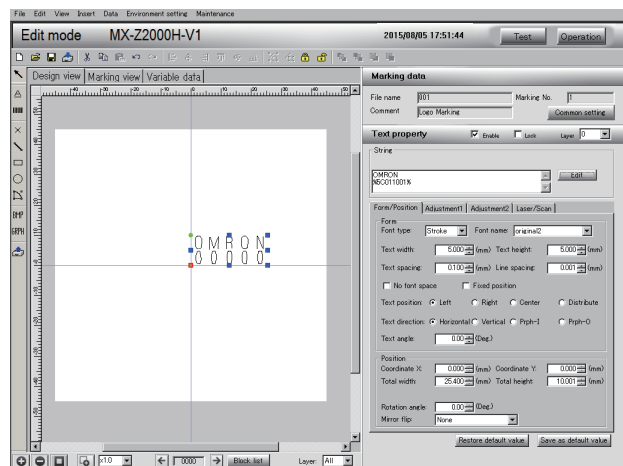 File Edit View Insert Data Environment setting Maintenance
Edit mode MX-Z2000H-V1 2015/08/05 17:51:44 Test Operation
Design view Marking view Variable data
Marking data
File name 001 Marking No. 1
Comment Logo Marking Common setting
Text property Enable Lock Layer 0
String
OMRON
%5C011001%
Edit
Form/Position Adjustment1 Adjustment2 Laser/Scan
Form
Font type: Stroke Font name: original2
Text width: 5.000 (mm) Text height: 5.000 (mm)
Text spacing: 0.100 (mm) Line spacing: 0.001 (mm)
No font space Fixed position
Text position: Left Right Center Distribute
Text direction: Horizontal Vertical Prph-I Prph-O
Text angle: 0.00 (Deg.)
Position
Coordinate X: 0.000 (mm) Coordinate Y: 0.000 (mm)
Total width: 25.400 (mm) Total height: 10.001 (mm)
Rotation angle: 0.00 (Deg.)
Mirror flip: None
Restore default value Save as default value
BMP
GRPH
OMRON
00000
x1.0 0000 Block list Layer: All